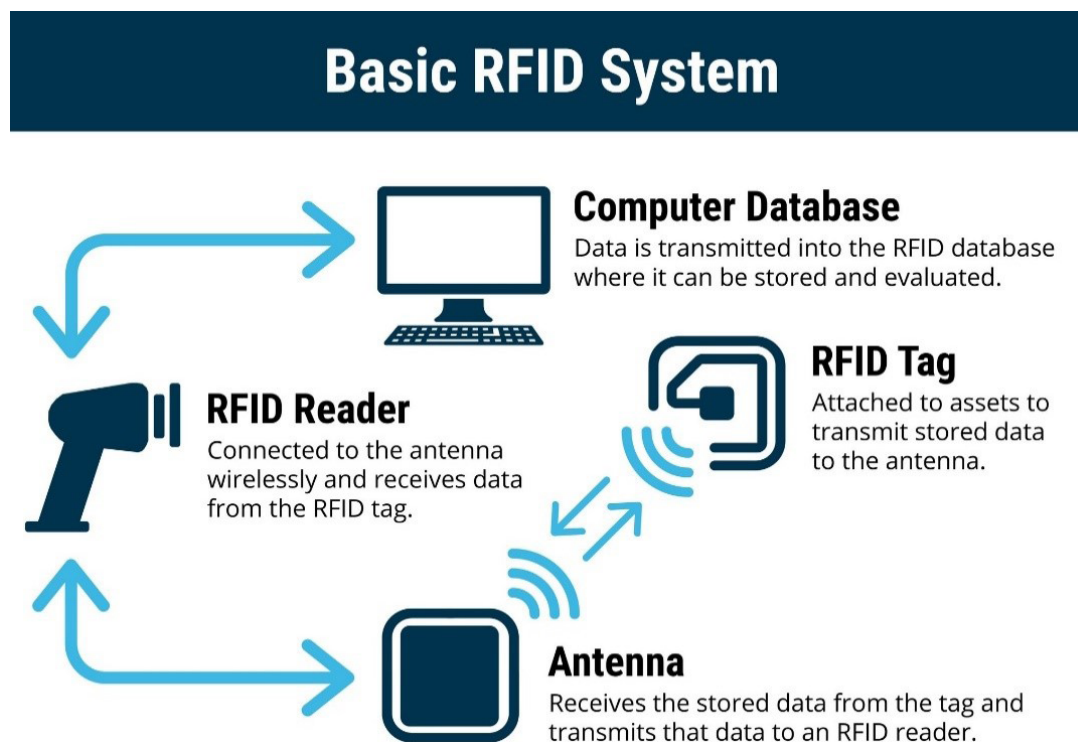 Basic RFID System
Computer Database
Data is transmitted into the RFID database
where it can be stored and evaluated.
RFID Tag
Attached to assets to
transmit stored data
to the antenna.
RFID Reader
Connected to the antenna
wirelessly and receives data
from the RFID tag.
Antenna
Receives the stored data from the tag and
transmits that data to an RFID reader.